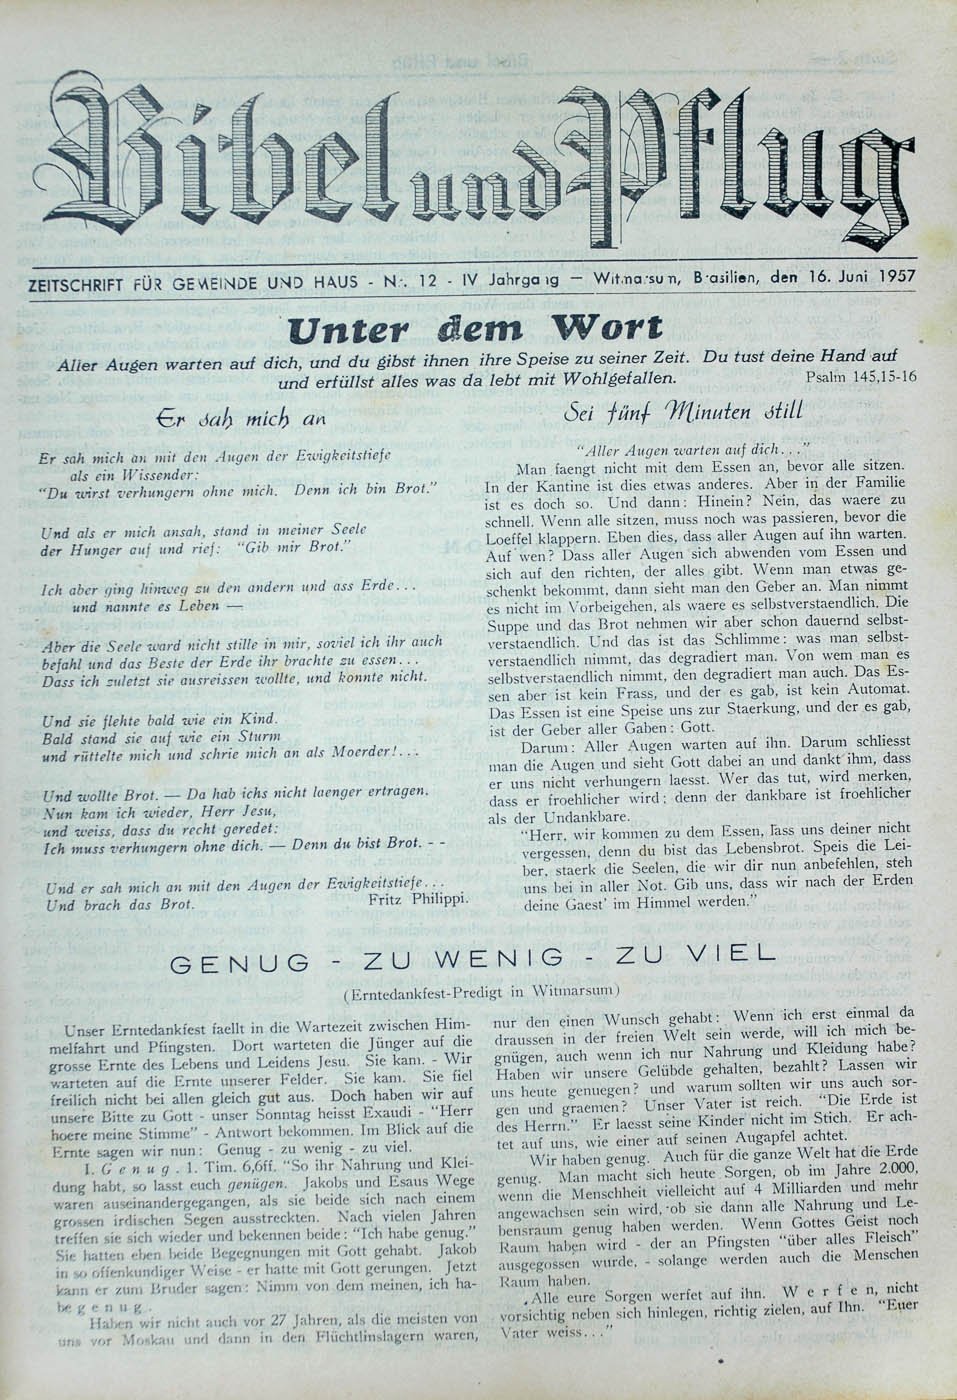 Bibel und Pflug
ZEITSCHRIFT FÜR GEMEINDE UND HAUS - Nr. 12 - IV Jahrgang — Witmarsum, Brasilien, den 16. Juni 1957
Unter dem Wort
Aller Augen warten auf dich, und du gibst ihnen ihre Speise zu seiner Zeit. Du tust deine Hand auf
und erfüllst alles was da lebt mit Wohlgefallen. Psalm 145,15-16
Er sah mich an
Er sah mich an mit den Augen der Ewigkeitstiefe
als ein Wissender:
"Du wirst verhungern ohne mich. Denn ich bin Brot."
Und als er mich ansah, stand in meiner Seele
der Hunger auf und rief: "Gib mir Brot."
Ich aber ging hinweg zu den andern und ass Erde...
und nannte es Leben —
Aber die Seele ward nicht stille in mir, soviel ich ihr auch
befahl und das Beste der Erde ihr brachte zu essen...
Dass ich zuletzt sie ausreissen wollte, und konnte nicht.
Und sie flehte bald wie ein Kind.
Bald stand sie auf wie ein Sturm
und rüttelte mich und schrie mich an als Moerder!...
Und wollte Brot. — Da hab ichs nicht laenger ertragen.
Nun kam ich wieder, Herr Jesu,
und weiss, dass du recht geredet:
Ich muss verhungern ohne dich. — Denn du bist Brot. - -
Und er sah mich an mit den Augen der Ewigkeitstiefe...
Und brach das Brot. Fritz Philippi.
Sei fünf Minuten still
"Aller Augen warten auf dich..."
Man faengt nicht mit dem Essen an, bevor alle sitzen.
In der Kantine ist dies etwas anderes. Aber in der Familie
ist es doch so. Und dann: Hinein? Nein, das waere zu
schnell. Wenn alle sitzen, muss noch was passieren, bevor die
Loeffel klappern. Eben dies, dass aller Augen auf ihn warten.
Auf wen? Dass aller Augen sich abwenden vom Essen und
sich auf den richten, der alles gibt. Wenn man etwas ge-
schenkt bekommt, dann sieht man den Geber an. Man nimmt
es nicht im Vorbeigehen, als waere es selbstverstaendlich. Die
Suppe und das Brot nehmen wir aber schon dauernd selbst-
verstaendlich. Und das ist das Schlimme: was man selbst-
verstaendlich nimmt, das degradiert man. Von wem man es
selbstverstaendlich nimmt, den degradiert man auch. Das Es-
sen aber ist kein Frass, und der es gab, ist kein Automat.
Das Essen ist eine Speise uns zur Staerkung, und der es gab,
ist der Geber aller Gaben: Gott.
Darum: Aller Augen warten auf ihn. Darum schliesst
man die Augen und sieht Gott dabei an und dankt ihm, dass
er uns nicht verhungern laesst. Wer das tut, wird merken,
dass er froehlicher wird; denn der dankbare ist froehlicher
als der Undankbare.
"Herr, wir kommen zu dem Essen, lass uns deiner nicht
vergessen, denn du bist das Lebensbrot. Speis die Lei-
ber, staerk die Seelen, die wir dir nun anbefehlen, steh
uns bei in aller Not. Gib uns, dass wir nach der Erden
deine Gaest' im Himmel werden."
GENUG - ZU WENIG - ZU VIEL
(Erntedankfest-Predigt in Witmarsum)
Unser Erntedankfest faellt in die Wartezeit zwischen Him-
melfahrt und Pfingsten. Dort warteten die Jünger auf die
grosse Ernte des Lebens und Leidens Jesu. Sie kam. - Wir
warteten auf die Ernte unserer Felder. Sie kam. Sie fiel
freilich nicht bei allen gleich gut aus. Doch haben wir auf
unsere Bitte zu Gott - unser Sonntag heisst Exaudi - "Herr
hoere meine Stimme" - Antwort bekommen. Im Blick auf die
Ernte sagen wir nun: Genug - zu wenig - zu viel.
I. Genug. 1. Tim. 6,6ff. "So ihr Nahrung und Klei-
dung habt, so lasst euch genügen. Jakobs und Esaus Wege
waren auseinandergegangen, als sie beide sich nach einem
grossen irdischen Segen ausstreckten. Nach vielen Jahren
treffen sie sich wieder und bekennen beide: "Ich habe genug."
Sie hatten eben beide Begegnungen mit Gott gehabt. Jakob
in so offenkundiger Weise - er hatte mit Gott gerungen. Jetzt
kann er zum Bruder sagen: Nimm von dem meinen, ich ha-
be genug.
Haben wir nicht auch vor 27 Jahren, als die meisten von
uns vor Moskau und dann in den Flüchtlinslagern waren,
nur den einen Wunsch gehabt: Wenn ich erst einmal da
draussen in der freien Welt sein werde, will ich mich be-
gnügen, auch wenn ich nur Nahrung und Kleidung habe?
Haben wir unsere Gelübde gehalten, bezahlt? Lassen wir
uns heute genuegen? und warum sollten wir uns auch sor-
gen und graemen? Unser Vater ist reich. "Die Erde ist
des Herrn." Er laesst seine Kinder nicht im Stich. Er ach-
tet auf uns, wie einer auf seinen Augapfel achtet.
Wir haben genug. Auch für die ganze Welt hat die Erde
genug. Man macht sich heute Sorgen, ob im Jahre 2.000,
wenn die Menschheit vielleicht auf 4 Milliarden und mehr
angewachsen sein wird, ob sie dann alle Nahrung und Le-
bensraum genug haben werden. Wenn Gottes Geist noch
Raum haben wird - der an Pfingsten "über alles Fleisch"
ausgegossen wurde, - solange werden auch die Menschen
Raum haben.
„Alle eure Sorgen werfet auf ihn. Werfen, nicht
vorsichtig neben sich hinlegen, richtig zielen, auf Ihn. "Euer
Vater weiss..."